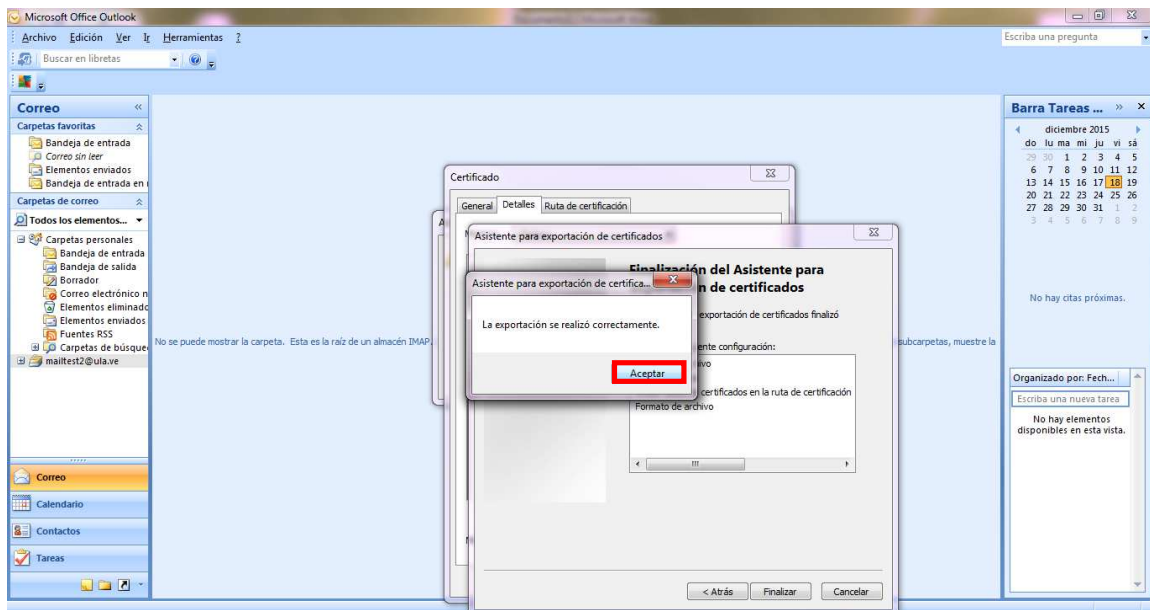 Microsoft Office Outlook
Archivo Edición Ver Ir Herramientas ?
Escriba una pregunta
Buscar en libretas
Correo
Carpetas favoritas
Bandeja de entrada
Correo sin leer
Elementos enviados
Bandeja de entrada en
Carpetas de correo
Todos los elementos...
Carpetas personales
Bandeja de entrada
Bandeja de salida
Borrador
Correo electrónico n
Elementos eliminado
Elementos enviados
Fuentes RSS
Carpetas de búsque
mailtest2@ula.ve
Correo
Calendario
Contactos
Tareas
No se puede mostrar la carpeta. Esta es la raíz de un almacén IMAP.
subcarpetas, muestre la
Certificado
General Detalles Ruta de certificación
Asistente para exportación de certificados
Finalización del Asistente para
n de certificados
exportación de certificados finalizó
ente configuración:
ivo
certificados en la ruta de certificación
Formato de archivo
< Atrás Finalizar Cancelar
Asistente para exportación de certifica...
La exportación se realizó correctamente.
Aceptar
Barra Tareas ... »
diciembre 2015
do lu ma mi ju vi sá
29 30 1 2 3 4 5
6 7 8 9 10 11 12
13 14 15 16 17 18 19
20 21 22 23 24 25 26
27 28 29 30 31 1 2
3 4 5 6 7 8 9
No hay citas próximas.
Organizado por: Fech...
Escriba una nueva tarea
No hay elementos
disponibles en esta vista.